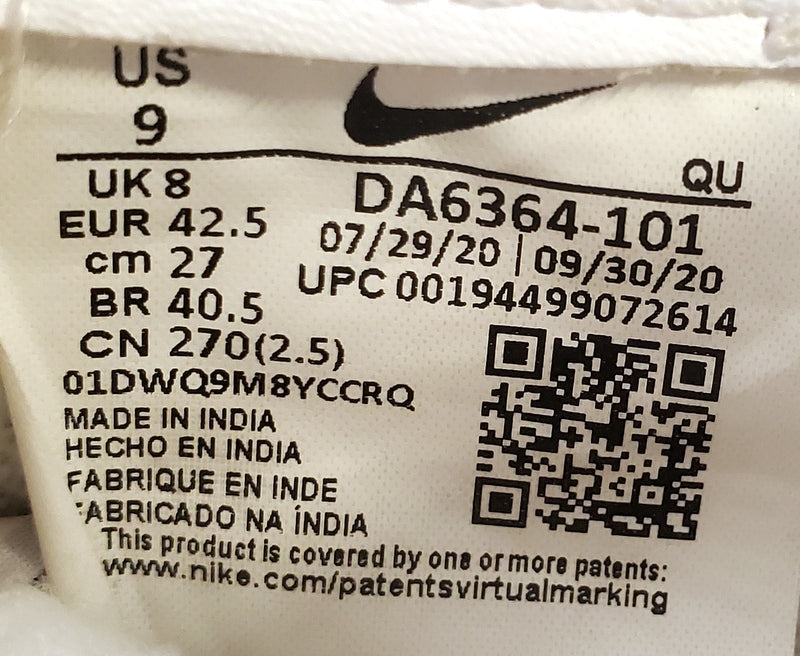 US
9
QU
UK 8
EUR 42.5
cm 27
BR 40.5
CN 270(2.5)
DA6364-101
07/29/20 | 09/30/20
UPC 00194499072614
01DWQ9M8YCCRQ
MADE IN INDIA
HECHO EN INDIA
FABRIQUE EN INDE
FABRICADO NA ÍNDIA
This product is covered by one or more patents:
www.nike.com/patentsvirtualmarking